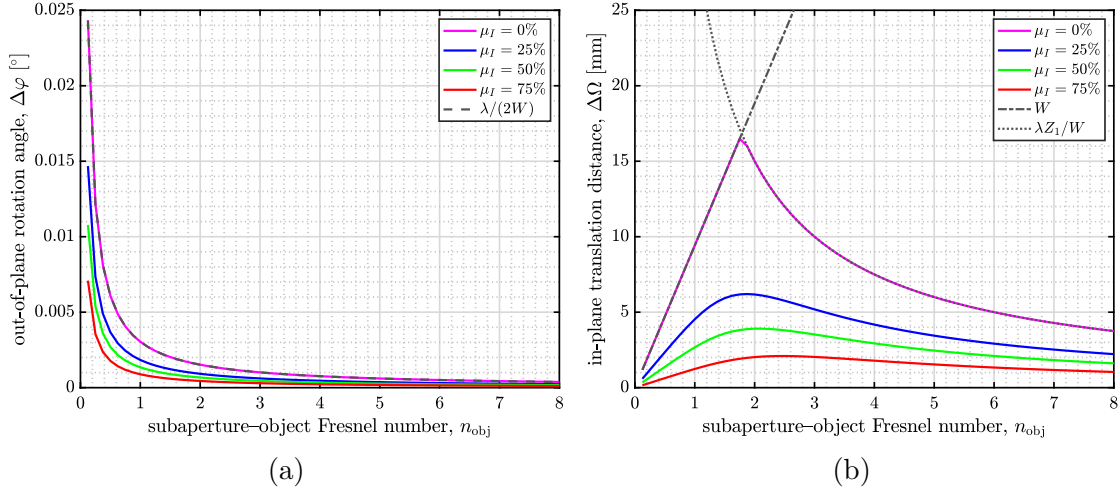 0.025
0.02
0.015
0.01
0.005
0
0 1 2 3 4 5 6 7 8
out-of-plane rotation angle, Δφ [°]
subaperture–object Fresnel number, n_obj
μ_I = 0%
μ_I = 25%
μ_I = 50%
μ_I = 75%
λ/(2W)
(a)
25
20
15
10
5
0
0 1 2 3 4 5 6 7 8
in-plane translation distance, ΔΩ [mm]
subaperture–object Fresnel number, n_obj
μ_I = 0%
μ_I = 25%
μ_I = 50%
μ_I = 75%
W
λZ_1/W
(b)